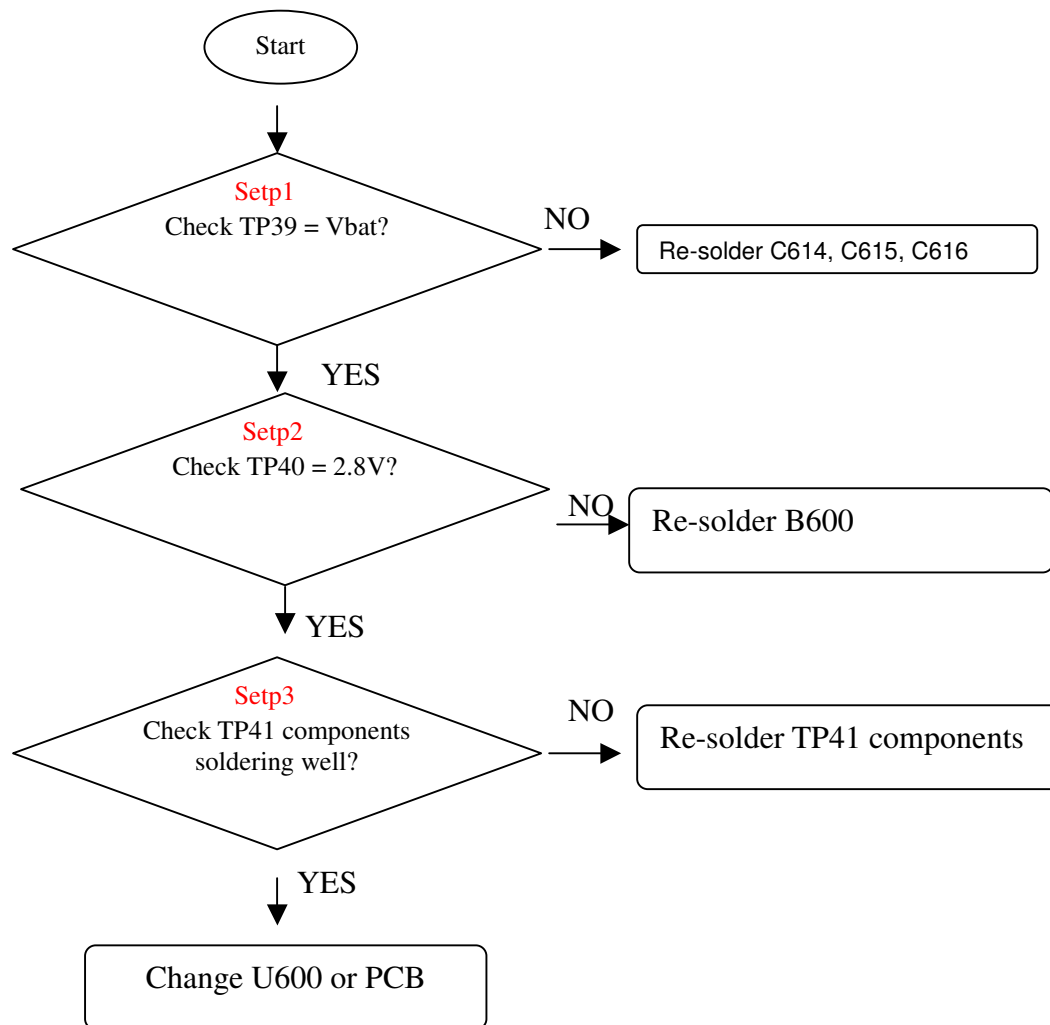 Start
Setp1
Check TP39 = Vbat?
NO
Re-solder C614, C615, C616
YES
Setp2
Check TP40 = 2.8V?
NO
Re-solder B600
YES
Setp3
Check TP41 components
soldering well?
NO
Re-solder TP41 components
YES
Change U600 or PCB